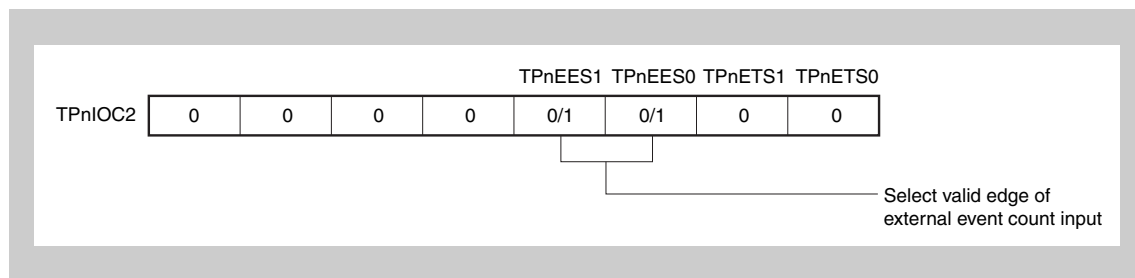 TPnEES1 TPnEES0 TPnETS1 TPnETS0
TPnIOC2 0 0 0 0 0/1 0/1 0 0
Select valid edge of
external event count input